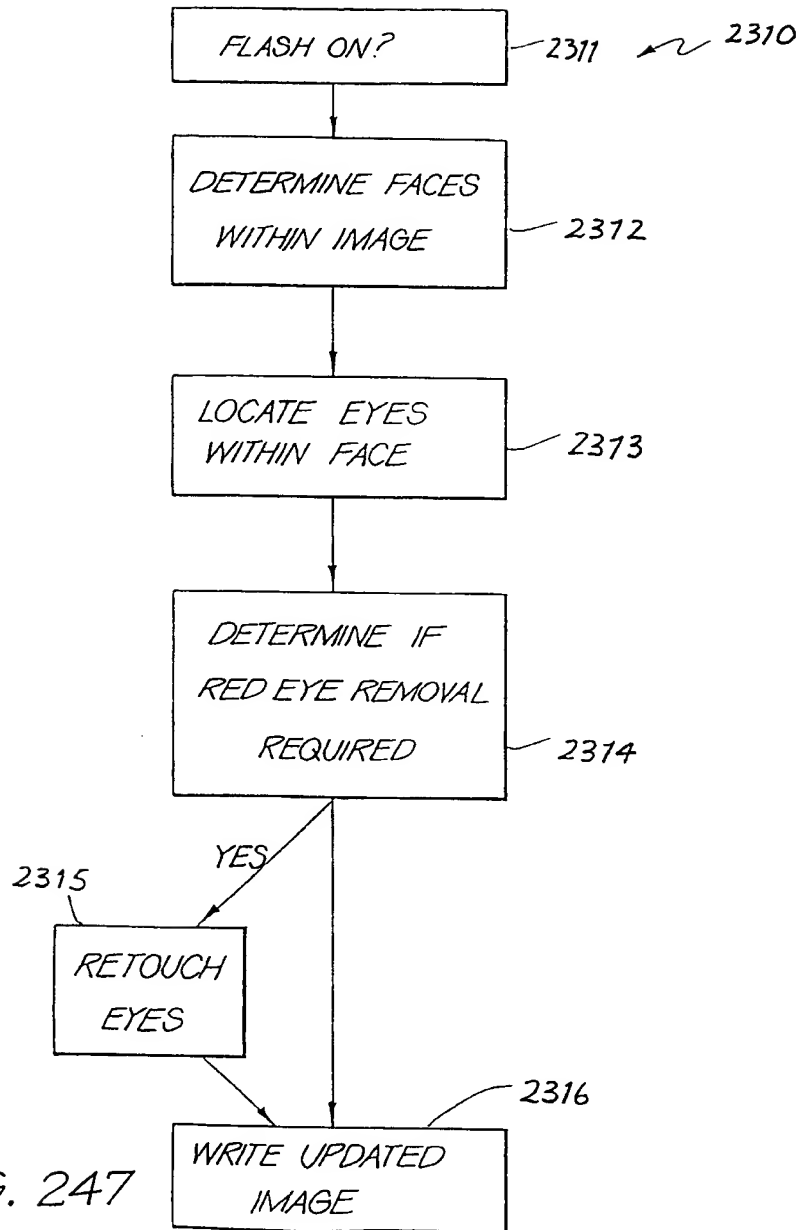 FLASH ON?
2311
2310
DETERMINE FACES
WITHIN IMAGE
2312
LOCATE EYES
WITHIN FACE
2313
DETERMINE IF
RED EYE REMOVAL
REQUIRED
2314
YES
2315
RETOUCH
EYES
2316
WRITE UPDATED
IMAGE
G. 247